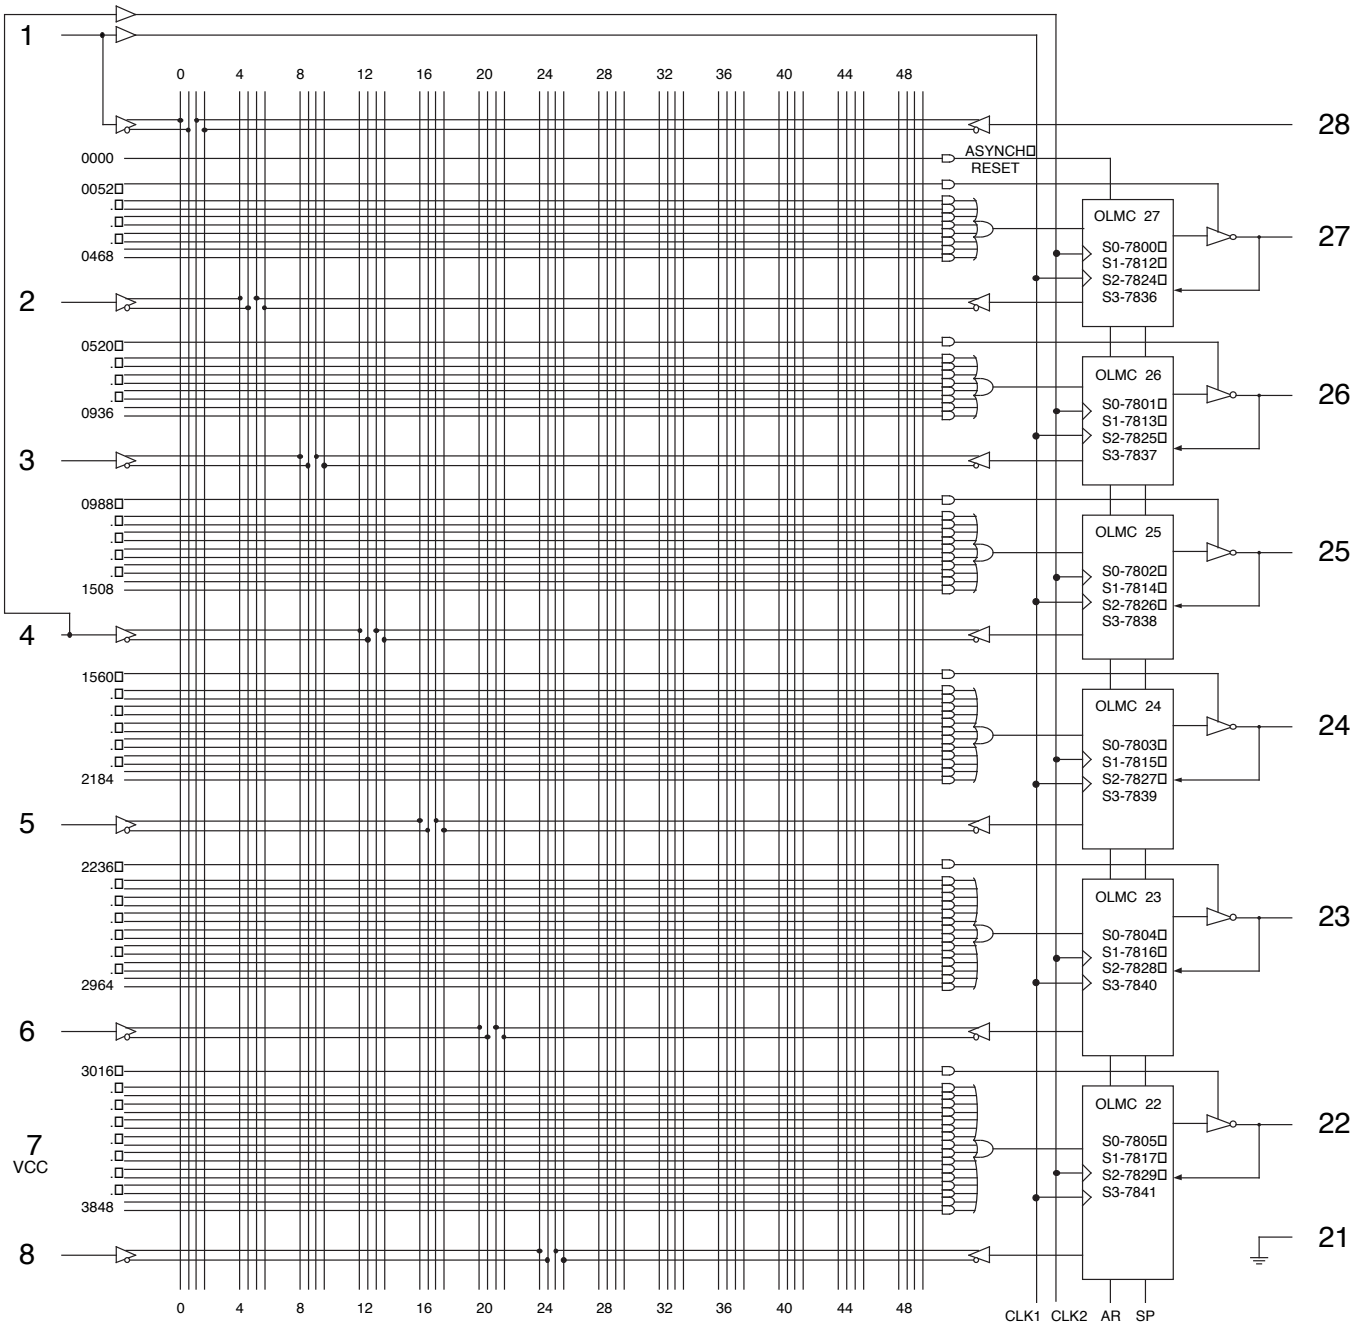 1
0 4 8 12 16 20 24 28 32 36 40 44 48
28
0000
ASYNCH□
RESET
0052□
.□
.□
.□
0468
OLMC 27
S0-7800□
S1-7812□
S2-7824□
S3-7836
27
2
0520□
.□
.□
.□
0936
OLMC 26
S0-7801□
S1-7813□
S2-7825□
S3-7837
26
3
0988□
.□
.□
.□
.□
1508
OLMC 25
S0-7802□
S1-7814□
S2-7826□
S3-7838
25
4
1560□
.□
.□
.□
.□
.□
2184
OLMC 24
S0-7803□
S1-7815□
S2-7827□
S3-7839
24
5
2236□
.□
.□
.□
.□
.□
.□
2964
OLMC 23
S0-7804□
S1-7816□
S2-7828□
S3-7840
23
6
3016□
.□
.□
.□
.□
.□
.□
.□
3848
7
VCC
OLMC 22
S0-7805□
S1-7817□
S2-7829□
S3-7841
22
21
8
0 4 8 12 16 20 24 28 32 36 40 44 48
CLK1 CLK2 AR SP